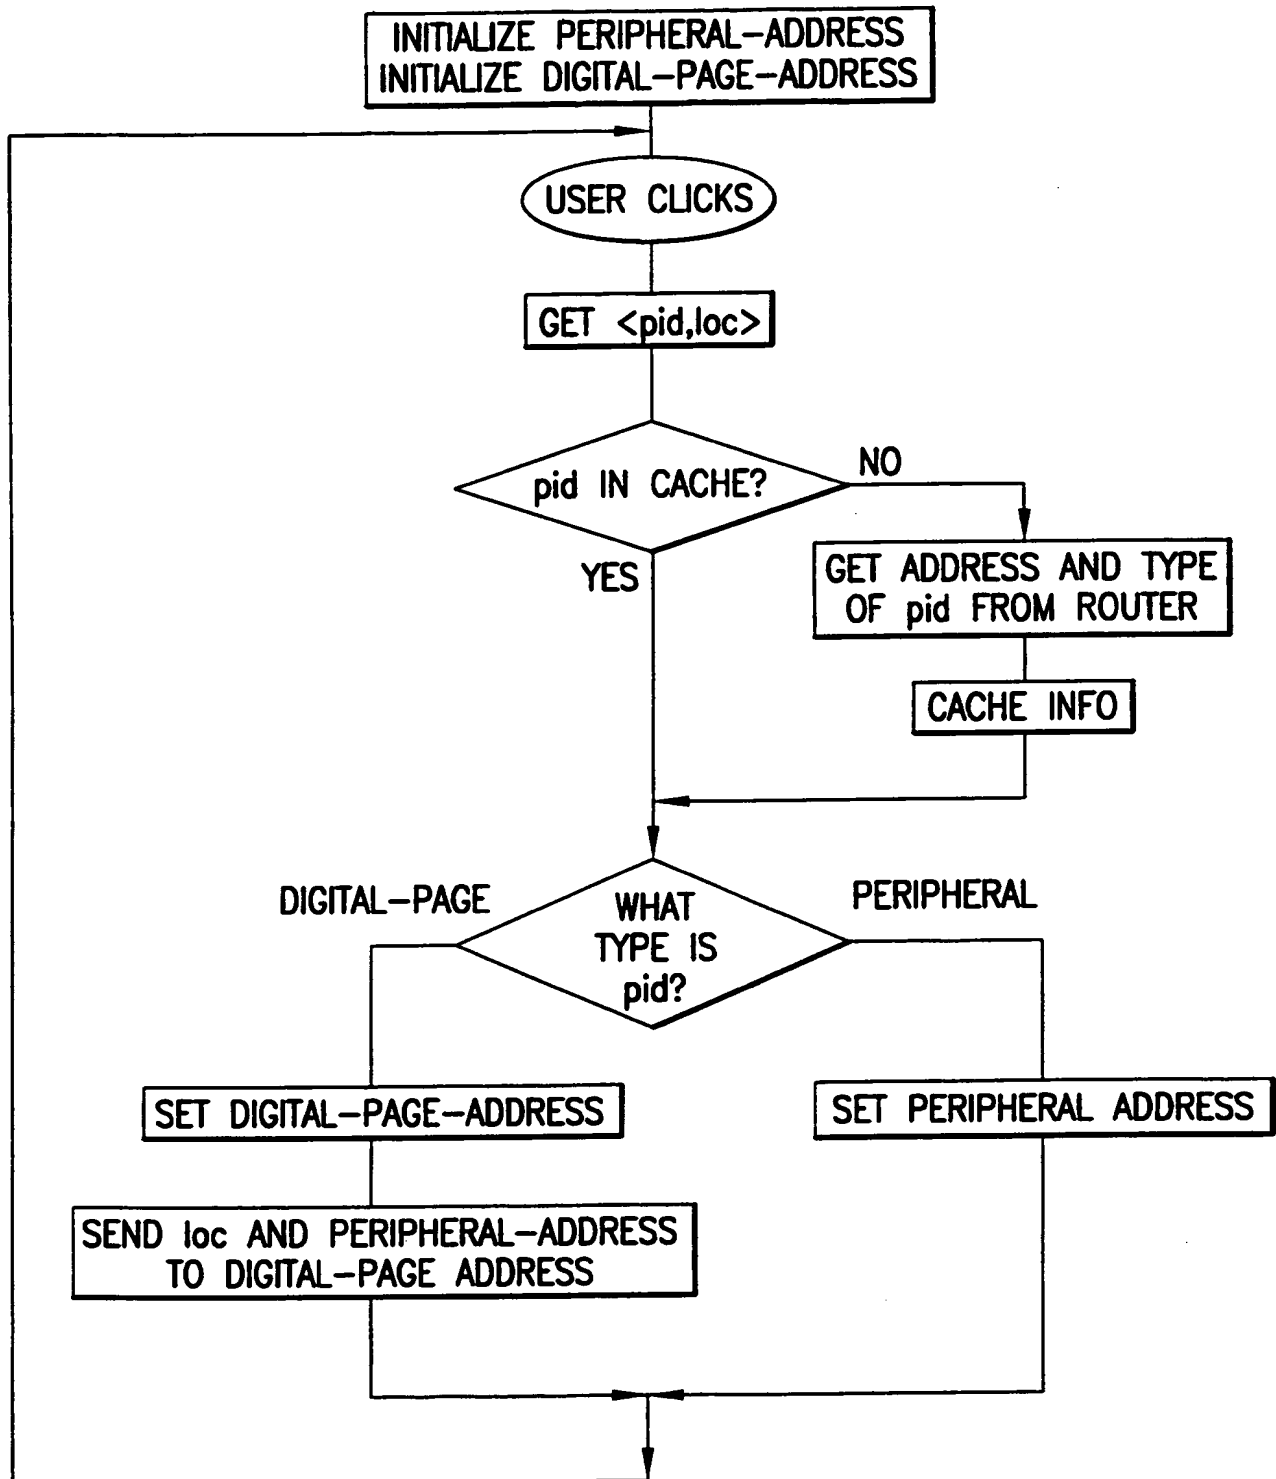 INITIALIZE PERIPHERAL-ADDRESS
INITIALIZE DIGITAL-PAGE-ADDRESS
USER CLICKS
GET <pid,loc>
pid IN CACHE?
NO
YES
GET ADDRESS AND TYPE
OF pid FROM ROUTER
CACHE INFO
DIGITAL-PAGE
WHAT
TYPE IS
pid?
PERIPHERAL
SET DIGITAL-PAGE-ADDRESS
SET PERIPHERAL ADDRESS
SEND loc AND PERIPHERAL-ADDRESS
TO DIGITAL-PAGE ADDRESS